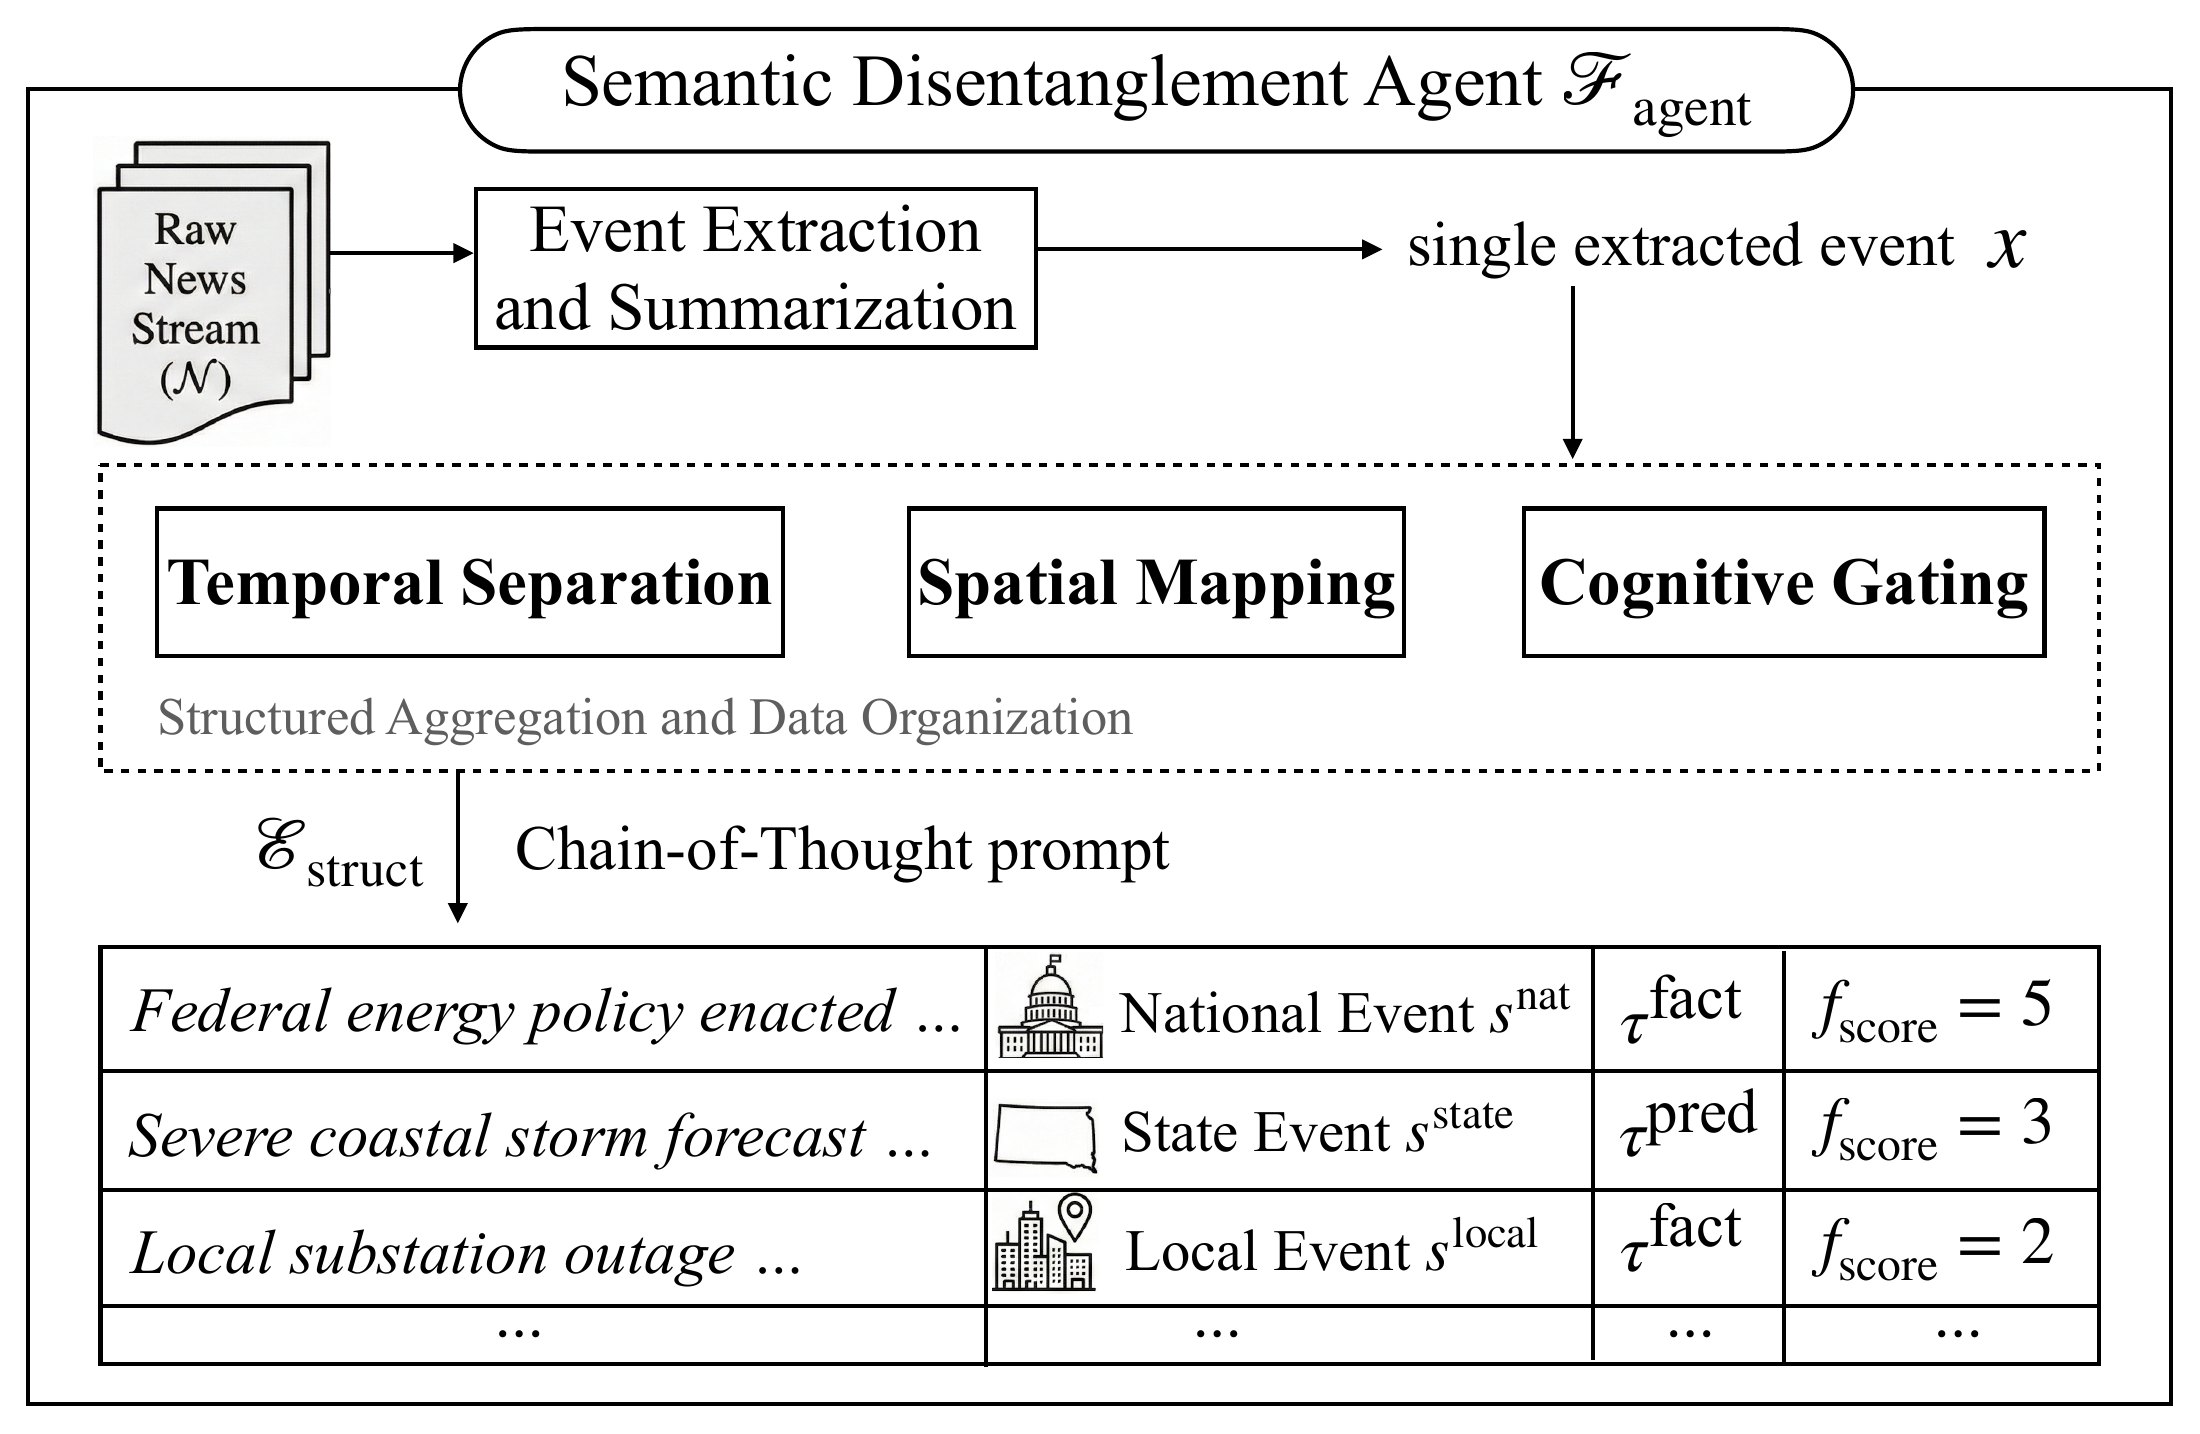 Semantic Disentanglement Agent ℱ agent
Raw
News
Stream
(𝒩)
Event Extraction
and Summarization
single extracted event x
Temporal Separation
Spatial Mapping
Cognitive Gating
Structured Aggregation and Data Organization
ℰ struct
Chain-of-Thought prompt
Federal energy policy enacted ... National Event s^nat τ^fact f_score = 5
Severe coastal storm forecast ... State Event s^state τ^pred f_score = 3
Local substation outage ... Local Event s^local τ^fact f_score = 2
... ... ... ...